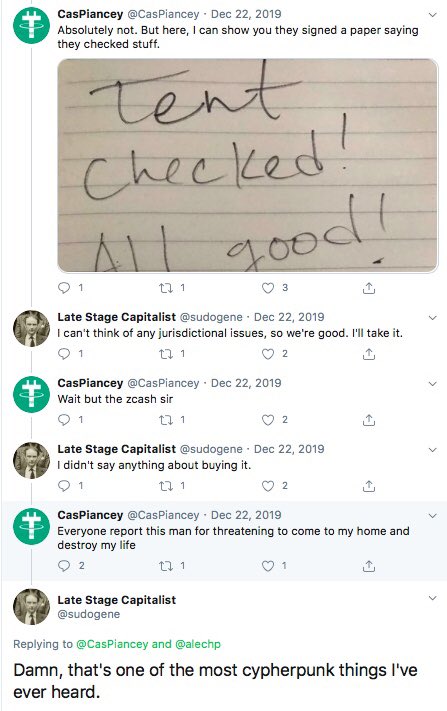 CasPiancey @CasPiancey · Dec 22, 2019
Absolutely not. But here, I can show you they signed a paper saying
they checked stuff.
Tent
Checked!
All good!
1 1 3
Late Stage Capitalist @sudogene · Dec 22, 2019
I can't think of any jurisdictional issues, so we're good. I'll take it.
1 1 2
CasPiancey @CasPiancey · Dec 22, 2019
Wait but the zcash sir
1 1 2
Late Stage Capitalist @sudogene · Dec 22, 2019
I didn't say anything about buying it.
1 1 2
CasPiancey @CasPiancey · Dec 22, 2019
Everyone report this man for threatening to come to my home and
destroy my life
2 1 1
Late Stage Capitalist
@sudogene
Replying to @CasPiancey and @alechp
Damn, that's one of the most cypherpunk things I've
ever heard.